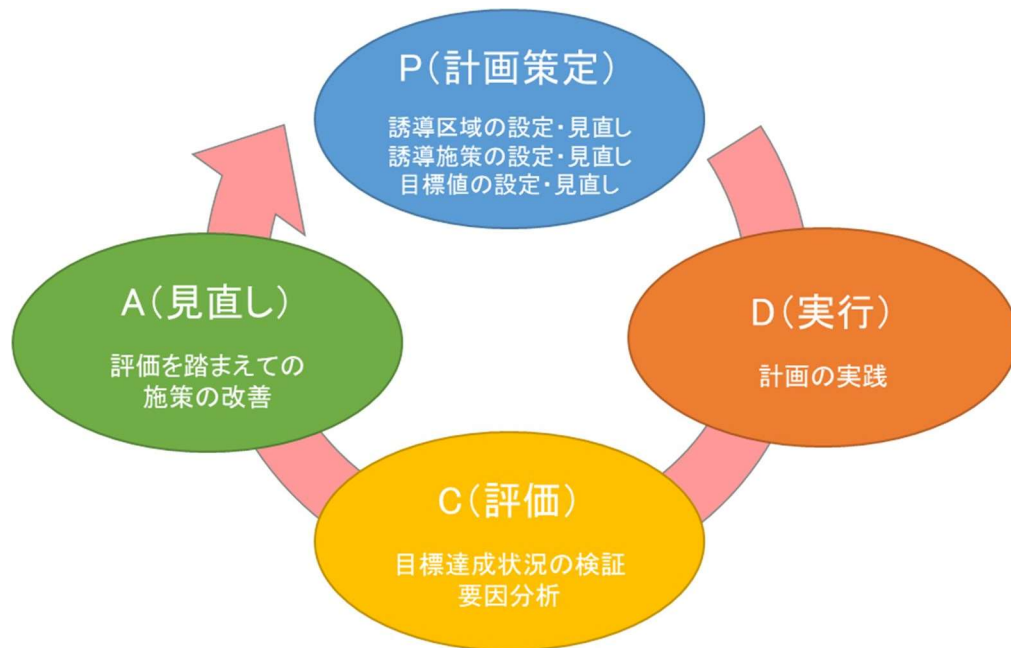 P(計画策定)
誘導区域の設定・見直し
誘導施策の設定・見直し
目標値の設定・見直し
D(実行)
計画の実践
C(評価)
目標達成状況の検証
要因分析
A(見直し)
評価を踏まえての
施策の改善